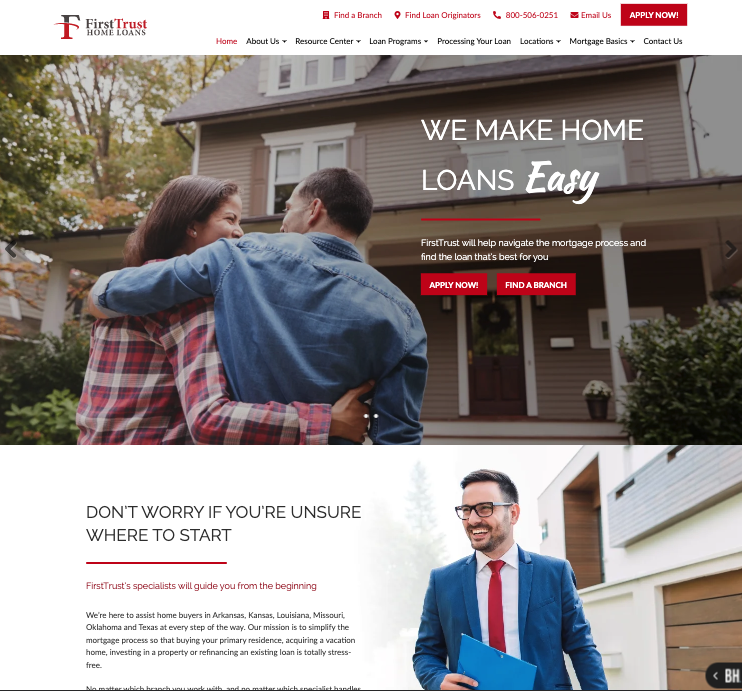 FirstTrust
HOME LOANS
Find a Branch
Find Loan Originators
800-506-0251
Email Us
APPLY NOW!
Home
About Us
Resource Center
Loan Programs
Processing Your Loan
Locations
Mortgage Basics
Contact Us
WE MAKE HOME
LOANS Easy
FirstTrust will help navigate the mortgage process and
find the loan that's best for you
APPLY NOW!
FIND A BRANCH
DON'T WORRY IF YOU'RE UNSURE
WHERE TO START
FirstTrust's specialists will guide you from the beginning
We're here to assist home buyers in Arkansas, Kansas, Louisiana, Missouri,
Oklahoma and Texas at every step of the way. Our mission is to simplify the
mortgage process so that buying your primary residence, acquiring a vacation
home, investing in a property or refinancing an existing loan is totally stress-
free.
No matter which branch you work with, and no matter which specialist handles
BH